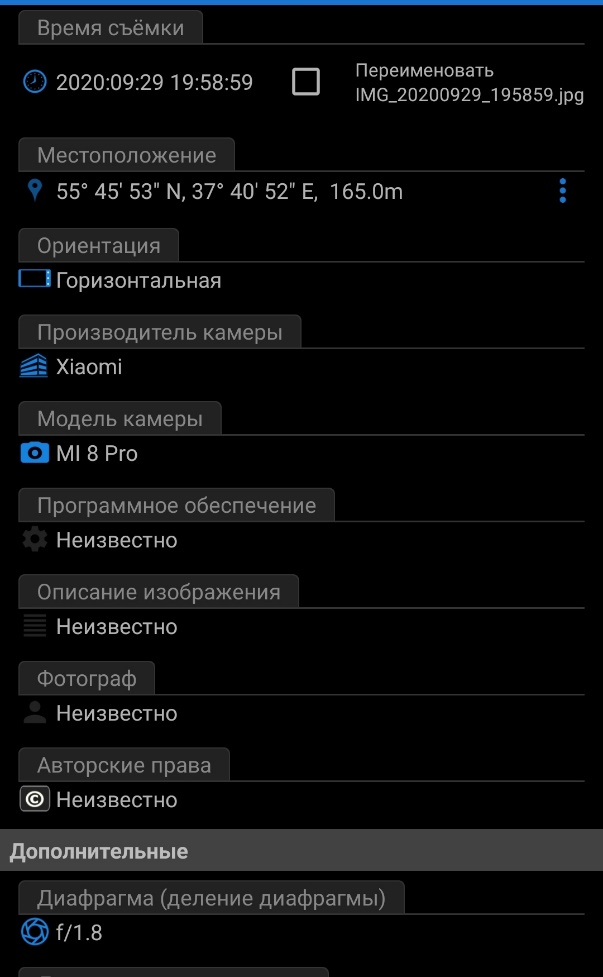 Время съёмки
2020:09:29 19:58:59
Переименовать
IMG_20200929_195859.jpg
Местоположение
55° 45' 53" N, 37° 40' 52" E, 165.0m
Ориентация
Горизонтальная
Производитель камеры
Xiaomi
Модель камеры
MI 8 Pro
Программное обеспечение
Неизвестно
Описание изображения
Неизвестно
Фотограф
Неизвестно
Авторские права
© Неизвестно
Дополнительные
Диафрагма (деление диафрагмы)
f/1.8